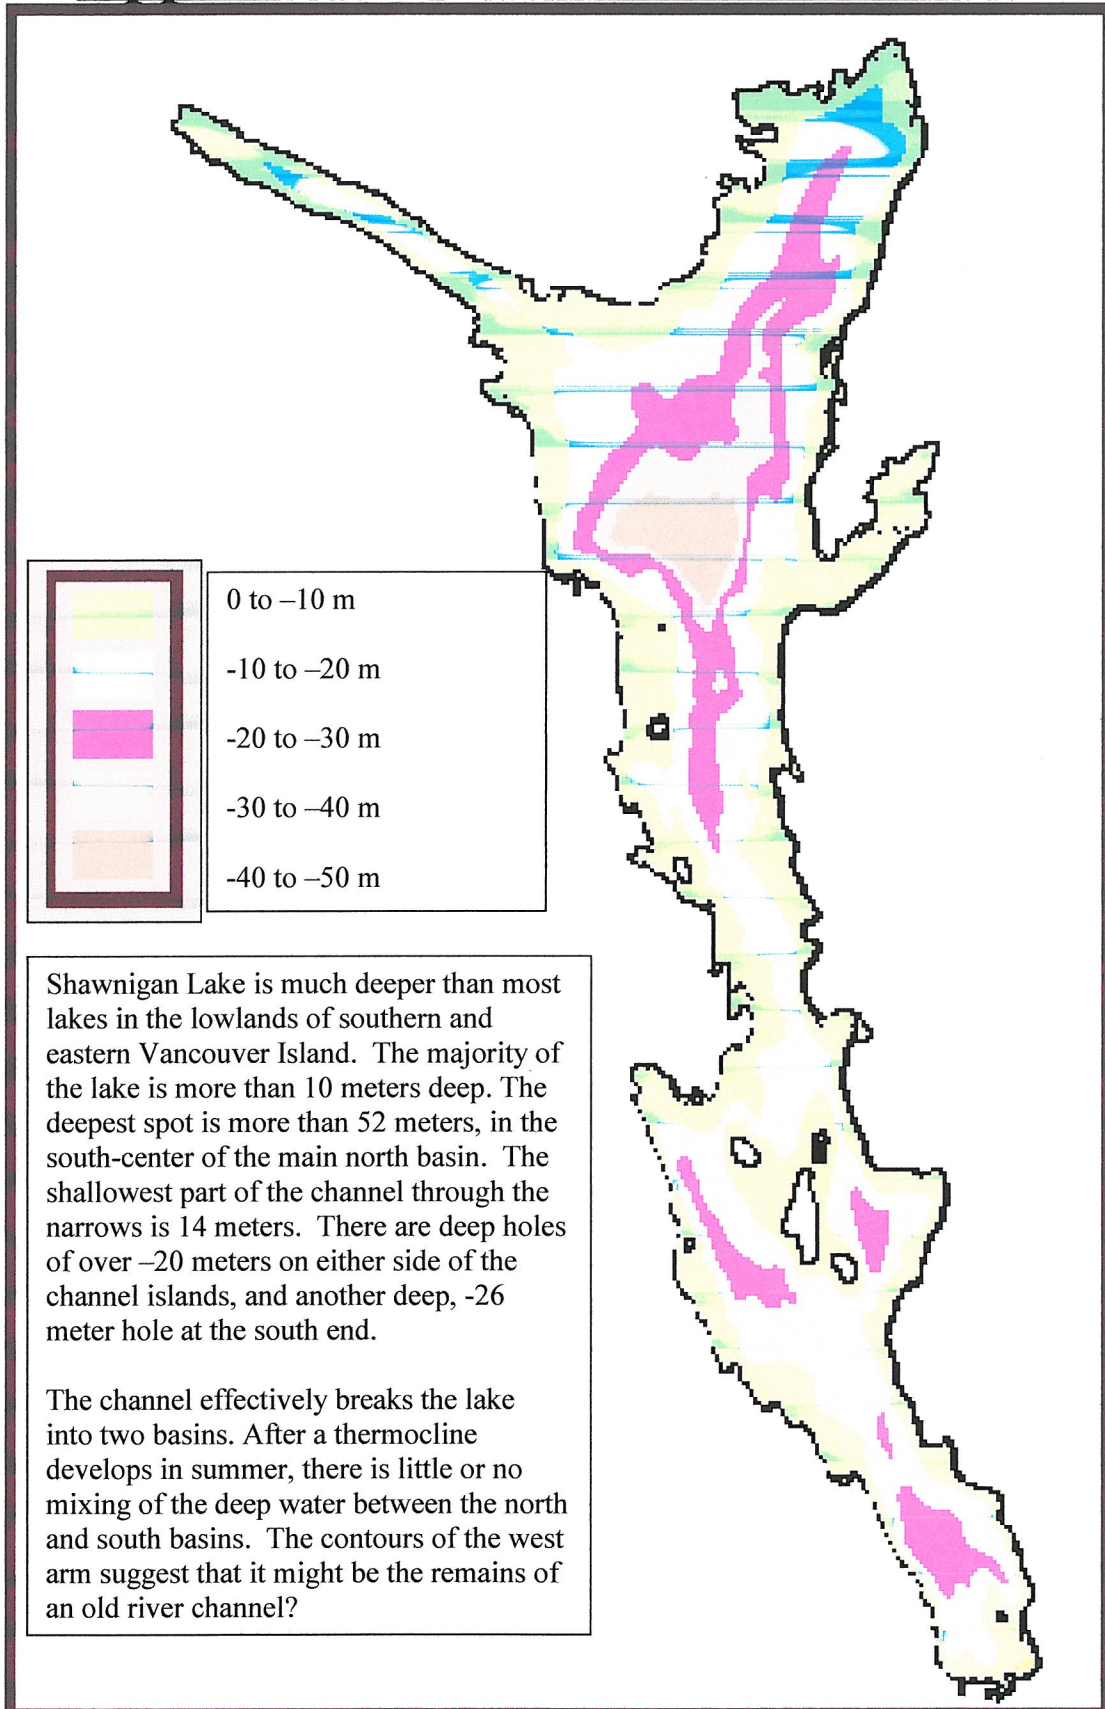 0 to –10 m
-10 to –20 m
-20 to –30 m
-30 to –40 m
-40 to –50 m
Shawnigan Lake is much deeper than most
lakes in the lowlands of southern and
eastern Vancouver Island.  The majority of
the lake is more than 10 meters deep. The
deepest spot is more than 52 meters, in the
south-center of the main north basin.  The
shallowest part of the channel through the
narrows is 14 meters.  There are deep holes
of over –20 meters on either side of the
channel islands, and another deep, -26
meter hole at the south end.
The channel effectively breaks the lake
into two basins. After a thermocline
develops in summer, there is little or no
mixing of the deep water between the north
and south basins.  The contours of the west
arm suggest that it might be the remains of
an old river channel?